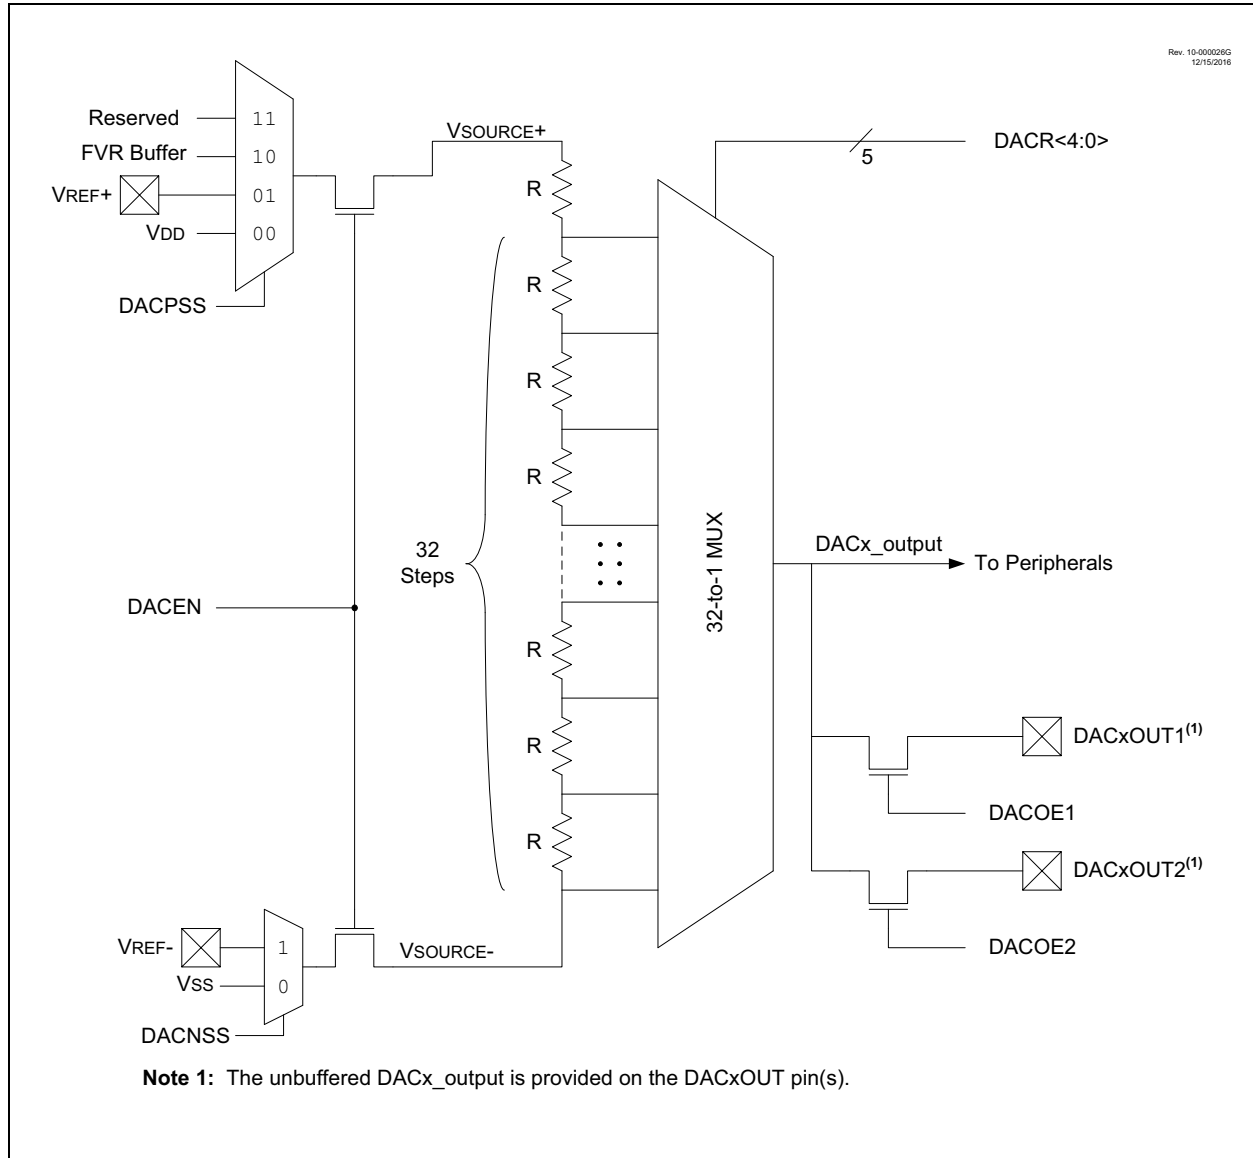 Rev. 10-000026G
12/15/2016
Reserved
11
FVR Buffer
10
VREF+
01
VDD
00
DACPSS
VSOURCE+
DACR<4:0>
5
R
R
R
R
32
Steps
32-to-1 MUX
DACx_output
To Peripherals
DACEN
R
R
R
DACxOUT1(1)
DACOE1
DACxOUT2(1)
DACOE2
VREF-
1
VSOURCE-
VSS
0
DACNSS
Note 1: The unbuffered DACx_output is provided on the DACxOUT pin(s).